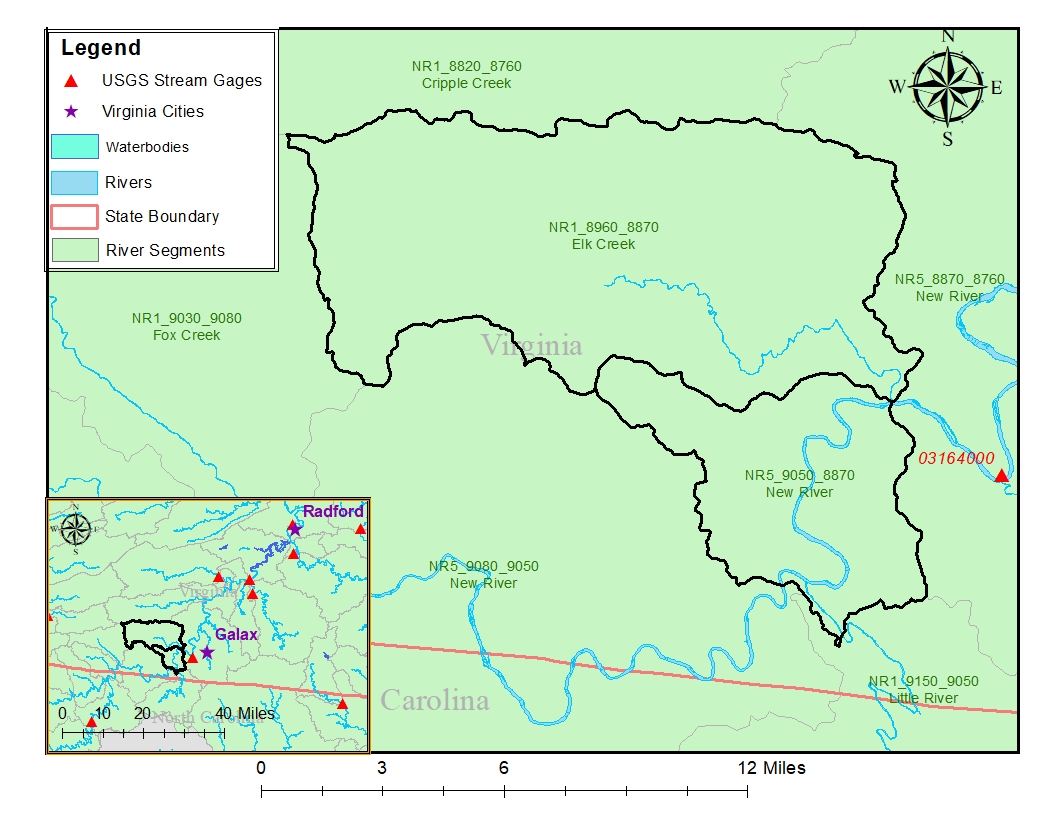 Legend
USGS Stream Gages
Virginia Cities
Waterbodies
Rivers
State Boundary
River Segments
N
W E
S
NR1_8820_8760
Cripple Creek
NR1_8960_8870
Elk Creek
NR5_8870_8760
New River
NR1_9030_9080
Fox Creek
Virginia
03164000
NR5_9050_8870
New River
NR5_9080_9050
New River
NR1_9150_9050
Little River
Carolina
N
W E
S
Radford
Virginia
Galax
North Carolina
0 10 20 40 Miles
0 3 6 12 Miles